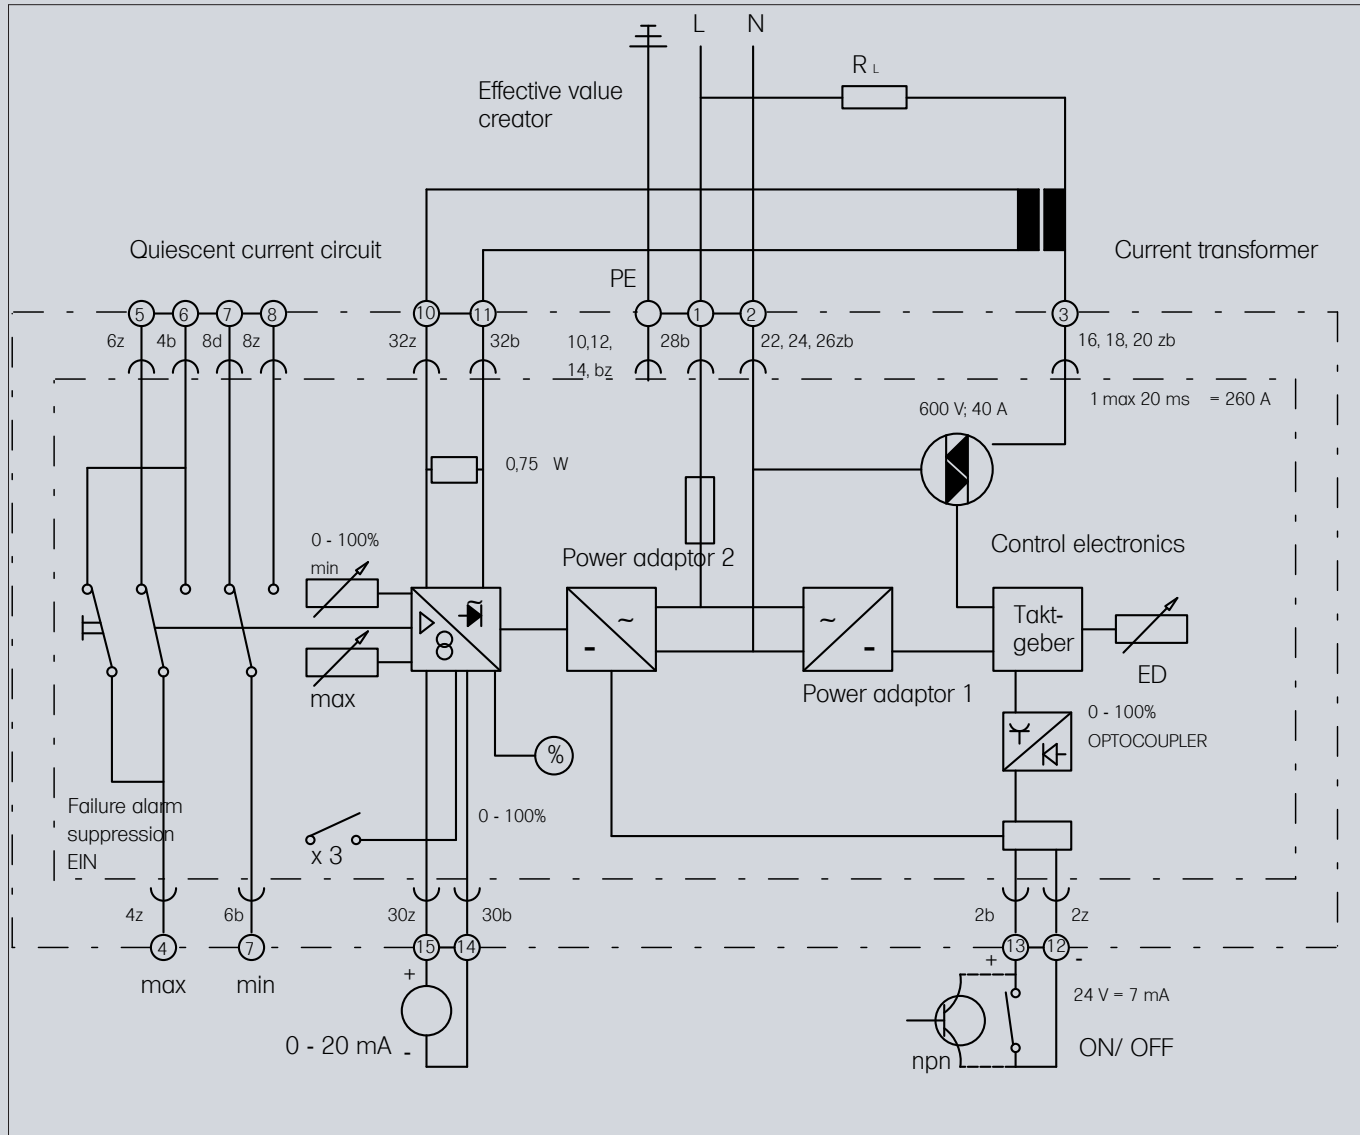 L N
R L
Effective value
creator
Quiescent current circuit
Current transformer
PE
5 6 7 8 10 11 1 2 3
6z 4b 8d 8z 32z 32b 10,12, 28b 22, 24, 26zb 16, 18, 20 zb
14, bz
1 max 20 ms = 260 A
600 V; 40 A
0,75 W
0 - 100%
min
Power adaptor 2
Control electronics
~ ~ Takt-
- - geber
max
Power adaptor 1
ED
0 - 100%
OPTOCOUPLER
%
Failure alarm
suppression
EIN
0 - 100%
x 3
4z 6b 30z 30b 2b 2z
4 7 15 14 13 12
+ + -
max min
24 V = 7 mA
0 - 20 mA -
npn
ON/ OFF